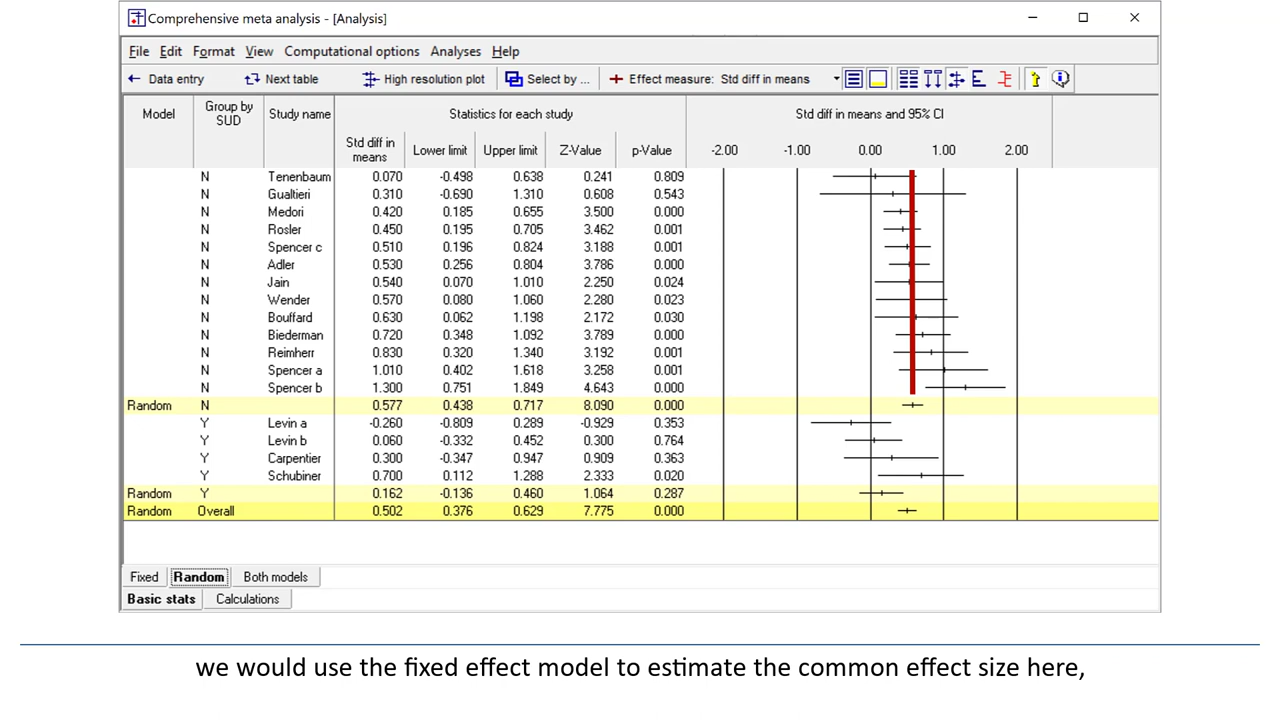 Comprehensive meta analysis - [Analysis]
File Edit Format View Computational options Analyses Help
Data entry Next table High resolution plot Select by ... Effect measure: Std diff in means
Model Group by SUD Study name Statistics for each study Std diff in means and 95% CI
Std diff in means Lower limit Upper limit Z-Value p-Value -2.00 -1.00 0.00 1.00 2.00
N Tenenbaum 0.070 -0.498 0.638 0.241 0.809
N Gualtieri 0.310 -0.690 1.310 0.608 0.543
N Medori 0.420 0.185 0.655 3.500 0.000
N Rosler 0.450 0.195 0.705 3.462 0.001
N Spencer c 0.510 0.196 0.824 3.188 0.001
N Adler 0.530 0.256 0.804 3.786 0.000
N Jain 0.540 0.070 1.010 2.250 0.024
N Wender 0.570 0.080 1.060 2.280 0.023
N Bouffard 0.630 0.062 1.198 2.172 0.030
N Biederman 0.720 0.348 1.092 3.789 0.000
N Reimherr 0.830 0.320 1.340 3.192 0.001
N Spencer a 1.010 0.402 1.618 3.258 0.001
N Spencer b 1.300 0.751 1.849 4.643 0.000
Random N 0.577 0.438 0.717 8.090 0.000
Y Levin a -0.260 -0.809 0.289 -0.929 0.353
Y Levin b 0.060 -0.332 0.452 0.300 0.764
Y Carpentier 0.300 -0.347 0.947 0.909 0.363
Y Schubiner 0.700 0.112 1.288 2.333 0.020
Random Y 0.162 -0.136 0.460 1.064 0.287
Random Overall 0.502 0.376 0.629 7.775 0.000
Fixed Random Both models
Basic stats Calculations
we would use the fixed effect model to estimate the common effect size here,